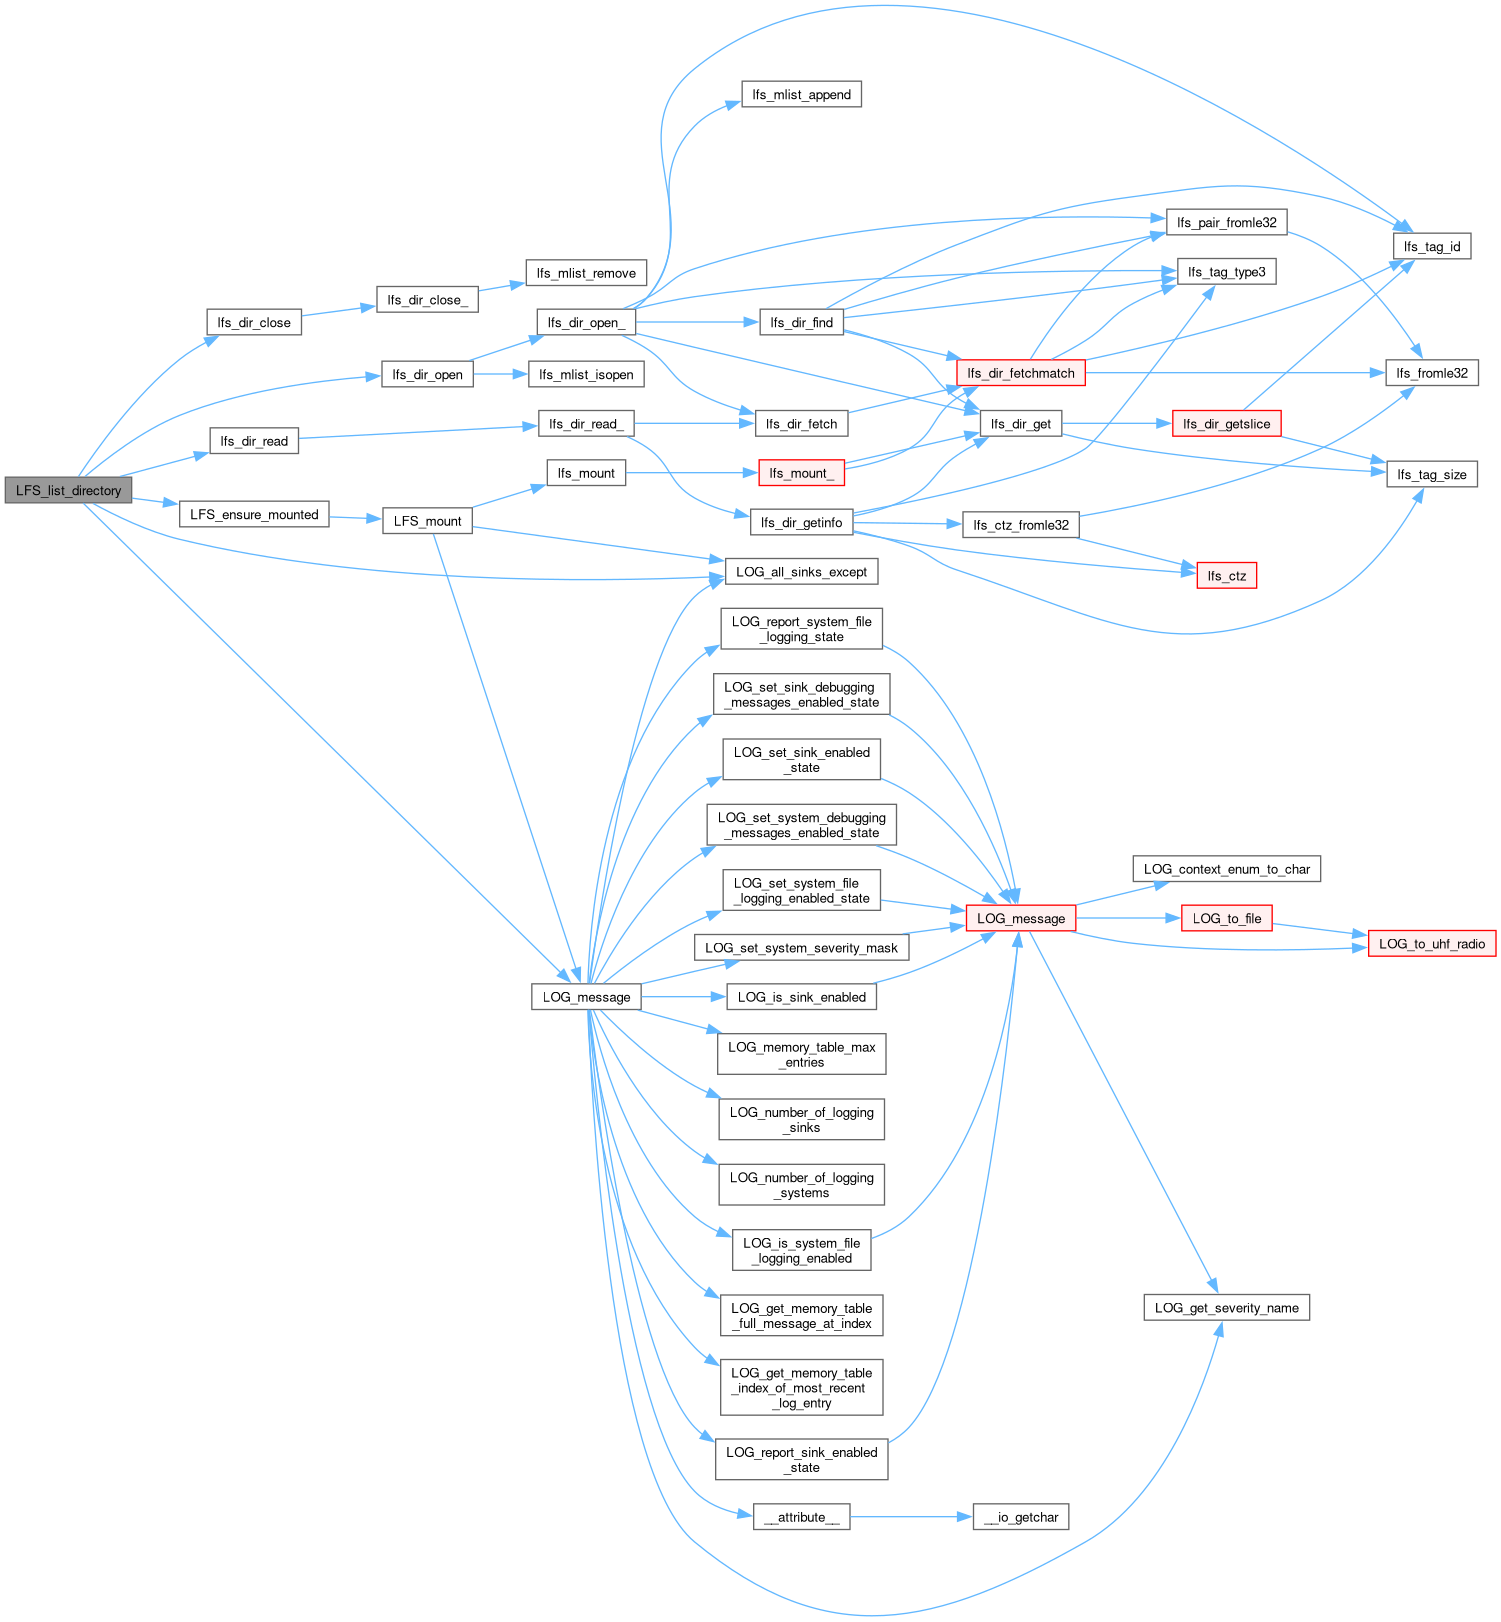 lfs_mlist_append
lfs_pair_fromle32
lfs_tag_id
lfs_mlist_remove
lfs_tag_type3
lfs_dir_close_
lfs_dir_close
lfs_dir_open_
lfs_dir_find
lfs_dir_open
lfs_mlist_isopen
lfs_dir_fetchmatch
lfs_fromle32
lfs_dir_read
lfs_dir_read_
lfs_dir_fetch
lfs_dir_get
lfs_dir_getslice
LFS_list_directory
lfs_mount
lfs_mount_
lfs_tag_size
LFS_ensure_mounted
LFS_mount
lfs_dir_getinfo
lfs_ctz_fromle32
LOG_all_sinks_except
lfs_ctz
LOG_report_system_file
_logging_state
LOG_set_sink_debugging
_messages_enabled_state
LOG_set_sink_enabled
_state
LOG_set_system_debugging
_messages_enabled_state
LOG_context_enum_to_char
LOG_set_system_file
_logging_enabled_state
LOG_message
LOG_to_file
LOG_set_system_severity_mask
LOG_to_uhf_radio
LOG_message
LOG_is_sink_enabled
LOG_memory_table_max
_entries
LOG_number_of_logging
_sinks
LOG_number_of_logging
_systems
LOG_is_system_file
_logging_enabled
LOG_get_memory_table
_full_message_at_index
LOG_get_severity_name
LOG_get_memory_table
_index_of_most_recent
_log_entry
LOG_report_sink_enabled
_state
__attribute__
__io_getchar